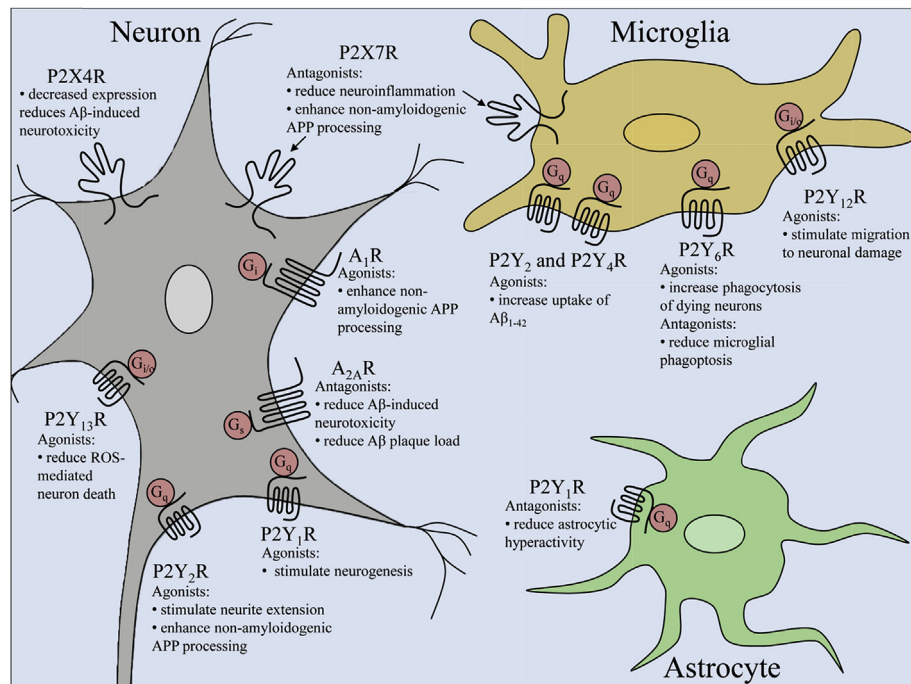 Neuron
P2X4R
• decreased expression
reduces Aβ-induced
neurotoxicity
P2X7R
Antagonists:
• reduce neuroinflammation
• enhance non-amyloidogenic
APP processing
Gi
A1R
Agonists:
• enhance non-
amyloidogenic APP
processing
Gi/o
P2Y13R
Agonists:
• reduce ROS-
mediated
neuron death
Gs
A2AR
Antagonists:
• reduce Aβ-induced
neurotoxicity
• reduce Aβ plaque load
Gq
P2Y1R
Agonists:
• stimulate neurogenesis
Gq
P2Y2R
Agonists:
• stimulate neurite extension
• enhance non-amyloidogenic
APP processing
Microglia
Gq
Gq
P2Y2 and P2Y4R
Agonists:
• increase uptake of
Aβ1-42
Gq
P2Y6R
Agonists:
• increase phagocytosis
of dying neurons
Antagonists:
• reduce microglial
phagoptosis
Gi/o
P2Y12R
Agonists:
• stimulate migration
to neuronal damage
P2Y1R
Antagonists:
• reduce astrocytic
hyperactivity
Gq
Astrocyte